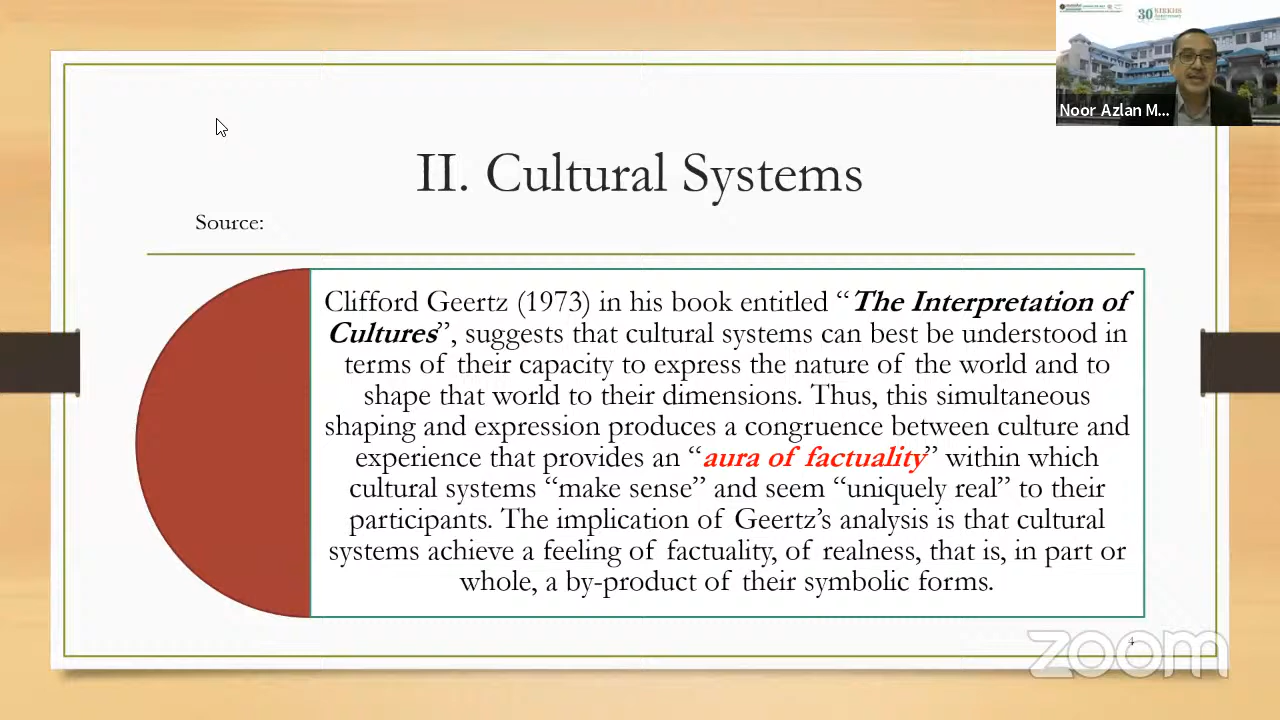 30
Noor Azlan M...
II. Cultural Systems
Source:
Clifford Geertz (1973) in his book entitled “The Interpretation of
Cultures”, suggests that cultural systems can best be understood in
terms of their capacity to express the nature of the world and to
shape that world to their dimensions. Thus, this simultaneous
shaping and expression produces a congruence between culture and
experience that provides an “aura of factuality” within which
cultural systems “make sense” and seem “uniquely real” to their
participants. The implication of Geertz’s analysis is that cultural
systems achieve a feeling of factuality, of realness, that is, in part or
whole, a by-product of their symbolic forms.
4
zoom